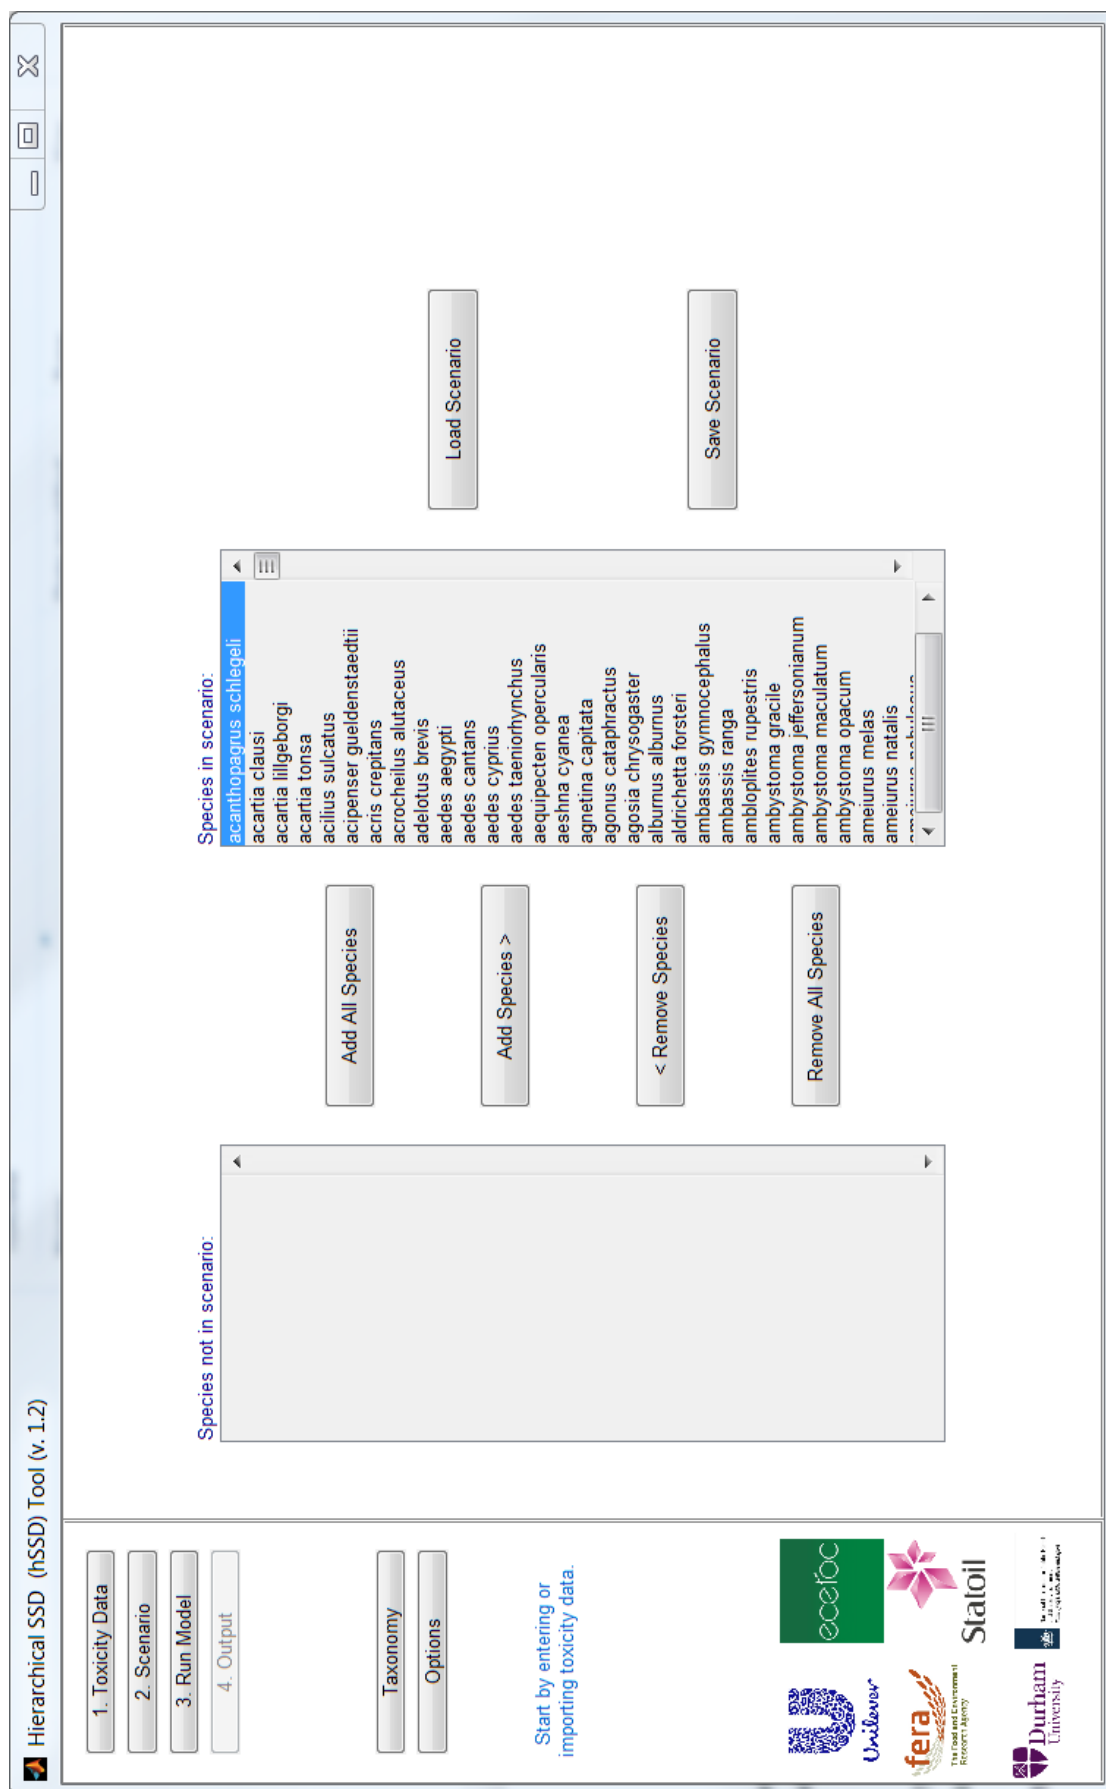 Hierarchical SSD (hSSD) Tool (v. 1.2)
1. Toxicity Data
2. Scenario
3. Run Model
4. Output
Taxonomy
Options
Start by entering or
importing toxicity data.
Unilever
ecetoc
fera
The Food and Environment
Research Agency
Statoil
Durham
University
Species not in scenario:
Add All Species
Add Species >
< Remove Species
Remove All Species
Species in scenario:
acanthopagrus schlegeli
acartia clausi
acartia lillgeborgi
acartia tonsa
acilius sulcatus
acipenser gueldenstaedtii
acris crepitans
acrocheilus alutaceus
adelotus brevis
aedes aegypti
aedes cantans
aedes cyprius
aedes taeniorhynchus
aequipecten opercularis
aeshna cyanea
agnetina capitata
agonus cataphractus
agosia chrysogaster
alburnus alburnus
aldrichetta forsteri
ambassis gymnocephalus
ambassis ranga
ambloplites rupestris
ambystoma gracile
ambystoma jeffersonianum
ambystoma maculatum
ambystoma opacum
ameiurus melas
ameiurus natalis
ameiurus nebulosus
Load Scenario
Save Scenario